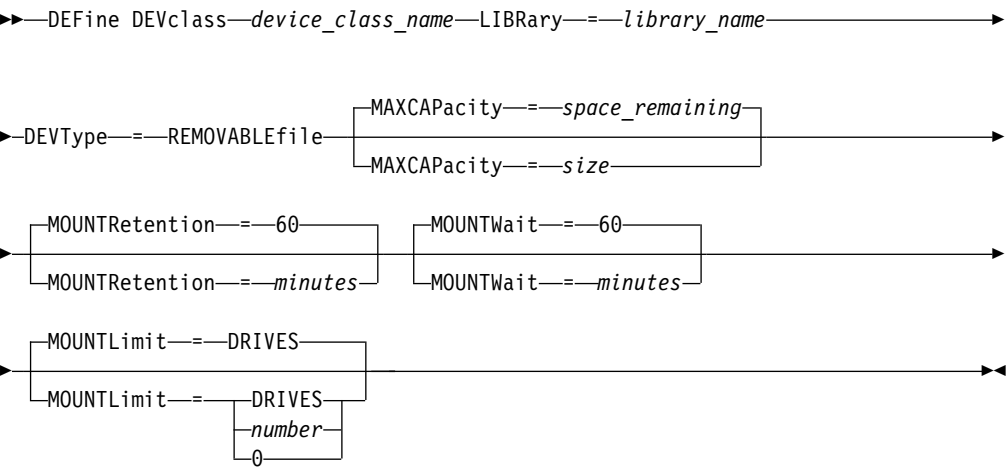 DEFine DEVclass device_class_name LIBRary = library_name
MAXCAPacity = space_remaining
DEVType = REMOVABLEfile
MAXCAPacity = size
MOUNTRetention = 60 MOUNTWait = 60
MOUNTRetention = minutes MOUNTWait = minutes
MOUNTLimit = DRIVES
MOUNTLimit = DRIVES
number
0